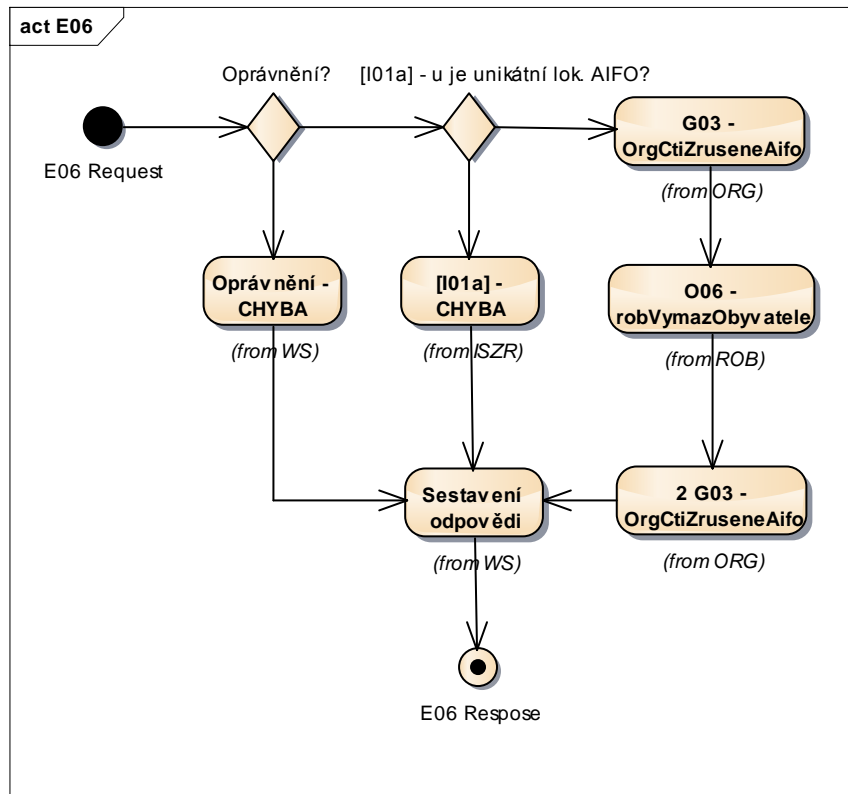 act E06
Oprávnění?
[I01a] - u je unikátní lok. AIFO?
E06 Request
G03 -
OrgCtiZruseneAifo
(from ORG)
Oprávnění -
CHYBA
(from WS)
[I01a] -
CHYBA
(from ISZR)
O06 -
robVymazObyvatele
(from ROB)
Sestavení
odpovědi
(from WS)
2 G03 -
OrgCtiZruseneAifo
(from ORG)
E06 Respose